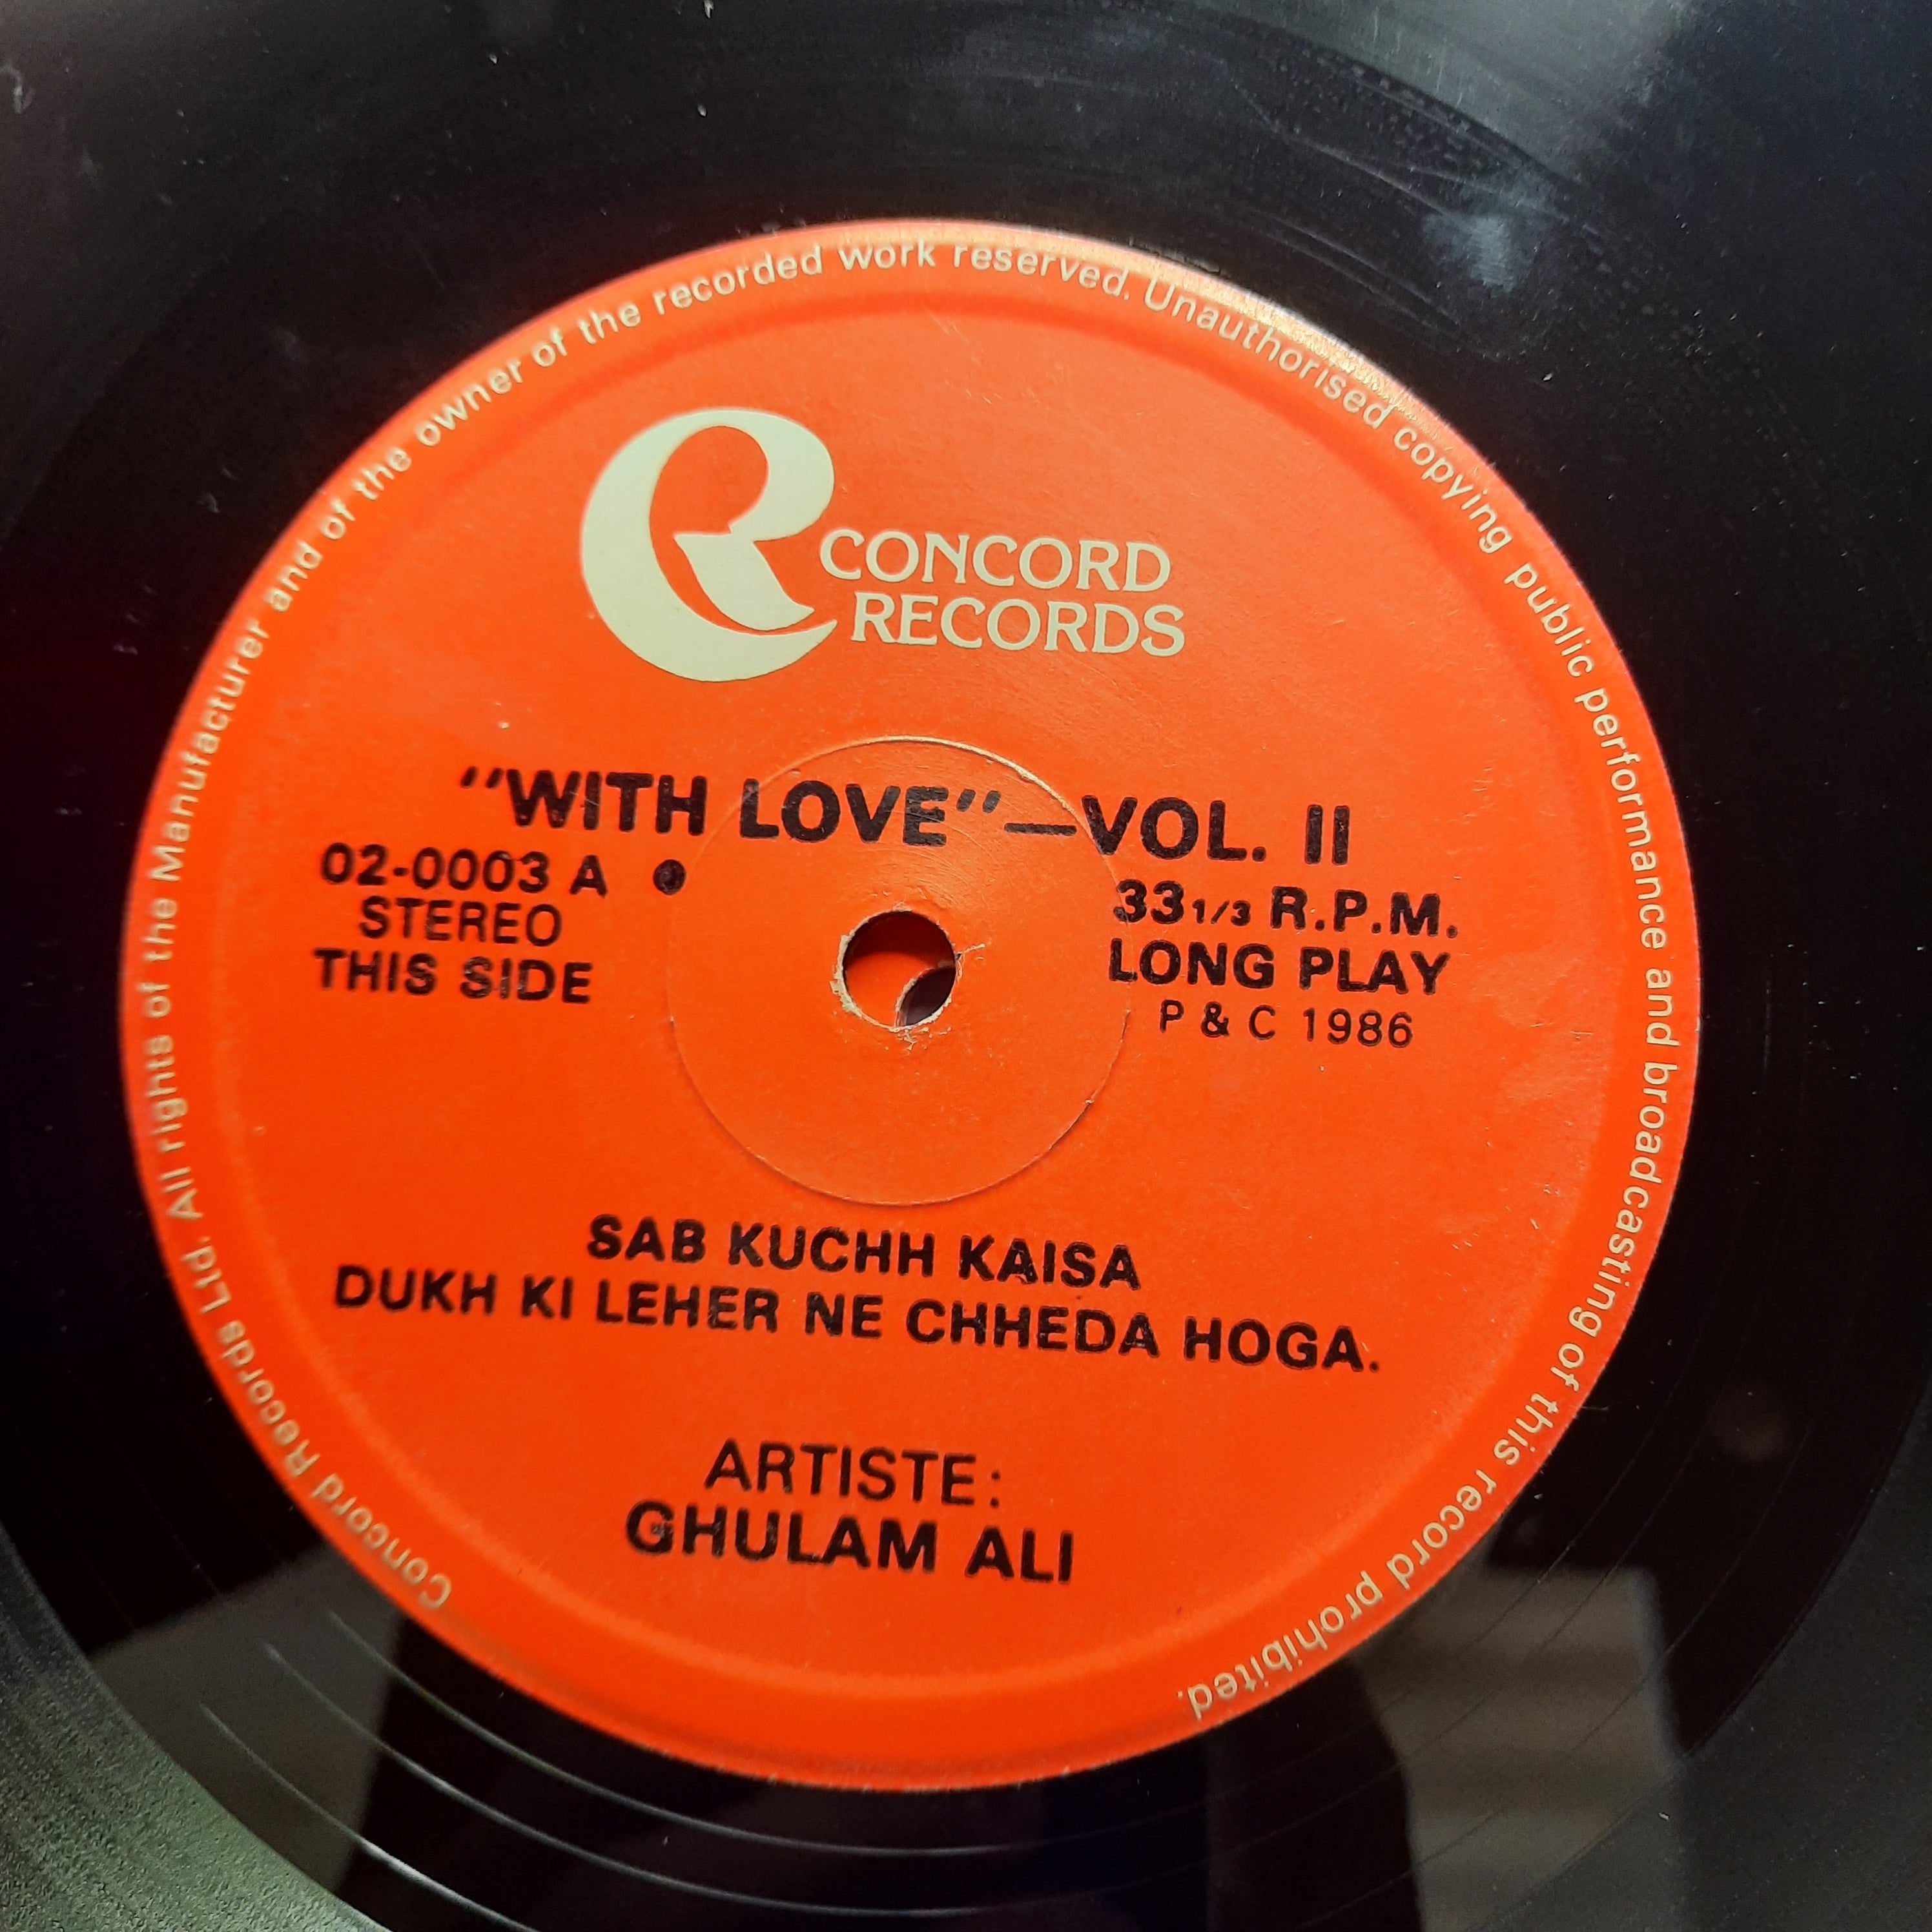 Concord Records Ltd. All rights of the Manufacturer and of the owner of the recorded work reserved. Unauthorised copying public performance and broadcasting of this record prohibited.
CONCORD
RECORDS
"WITH LOVE"—VOL. II
02-0003 A ●
STEREO
THIS SIDE
33 1/3 R.P.M.
LONG PLAY
P & C 1986
SAB KUCHH KAISA
DUKH KI LEHER NE CHHEDA HOGA.
ARTISTE:
GHULAM ALI